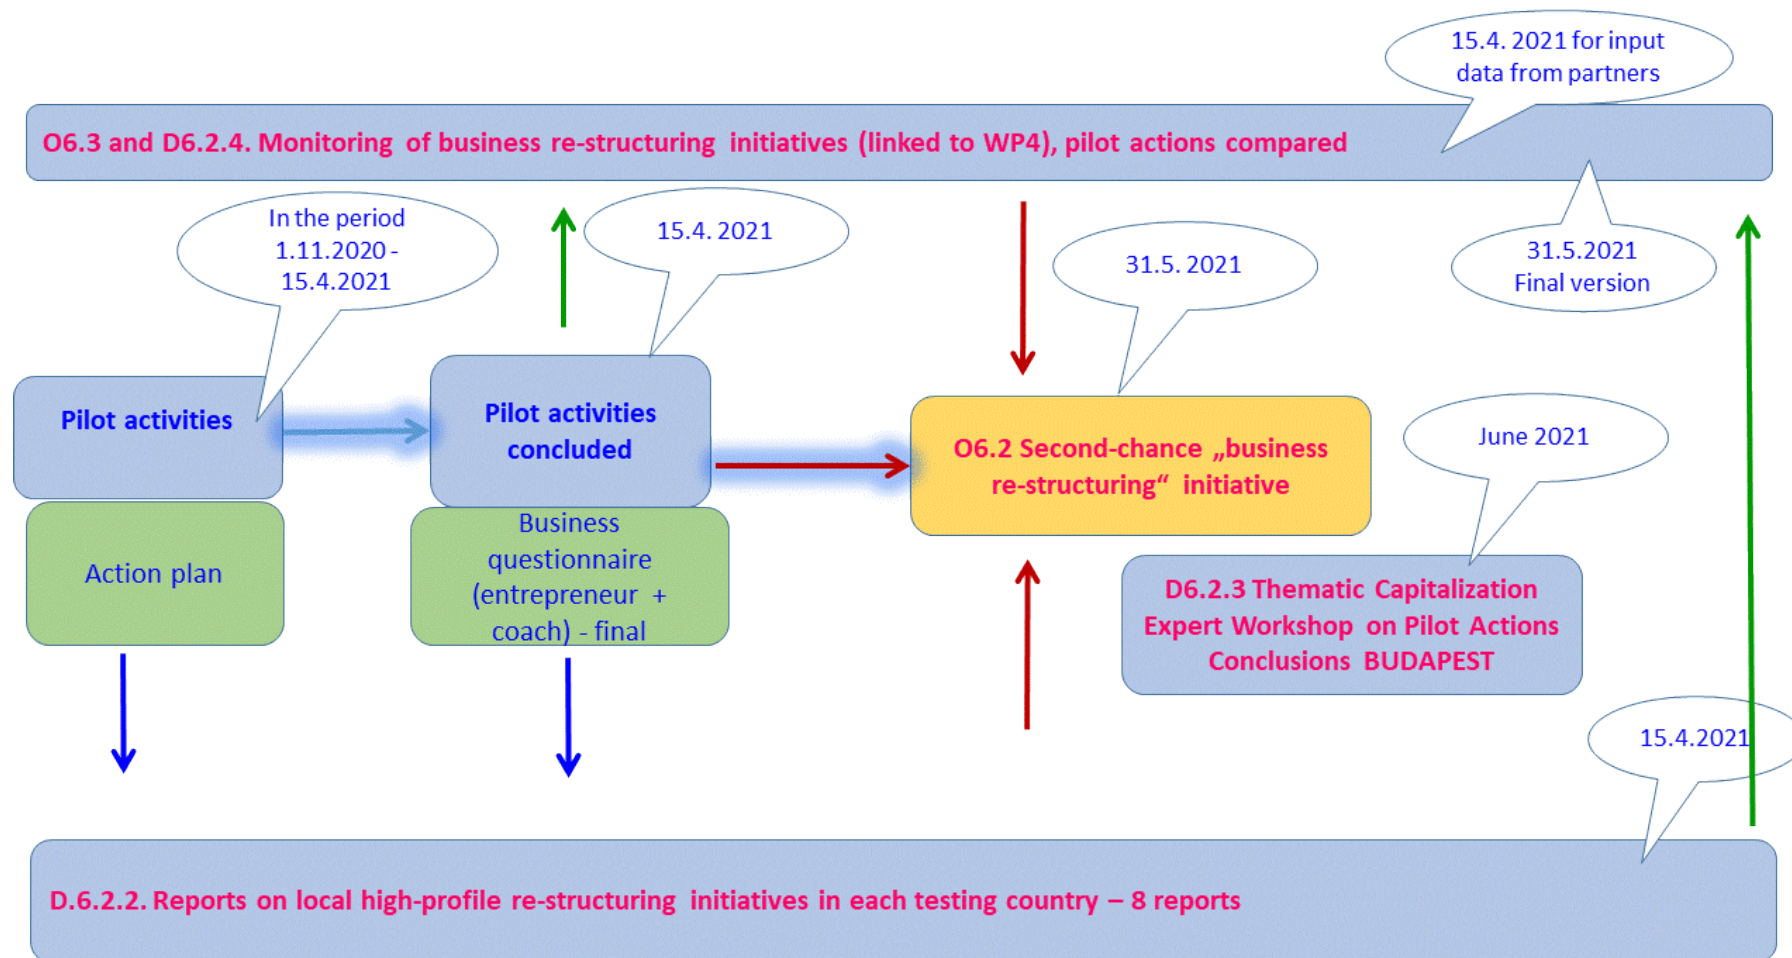 15.4. 2021 for input
data from partners
O6.3 and D6.2.4. Monitoring of business re-structuring initiatives (linked to WP4), pilot actions compared
In the period
1.11.2020 -
15.4.2021
15.4. 2021
31.5. 2021
31.5.2021
Final version
Pilot activities
Pilot activities
concluded
O6.2 Second-chance „business
re-structuring“ initiative
June 2021
Action plan
Business
questionnaire
(entrepreneur +
coach) - final
D6.2.3 Thematic Capitalization
Expert Workshop on Pilot Actions
Conclusions BUDAPEST
15.4.2021
D.6.2.2. Reports on local high-profile re-structuring initiatives in each testing country – 8 reports